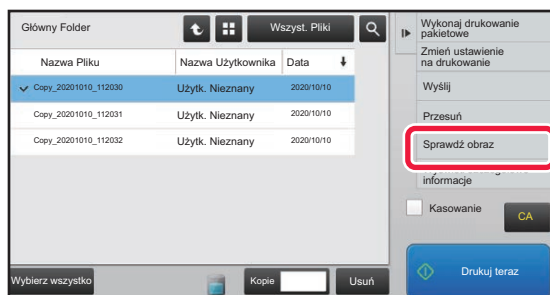 Główny Folder
Wszyst. Pliki
Nazwa Pliku Nazwa Użytkownika Data
Copy_20201010_112030 Użytk. Nieznany 2020/10/10
Copy_20201010_112031 Użytk. Nieznany 2020/10/10
Copy_20201010_112032 Użytk. Nieznany 2020/10/10
Wybierz wszystko
Kopie
Usuń
Wykonaj drukowanie
pakietowe
Zmień ustawienie
na drukowanie
Wyślij
Przesuń
Sprawdź obraz
informacje
Kasowanie
CA
Drukuj teraz